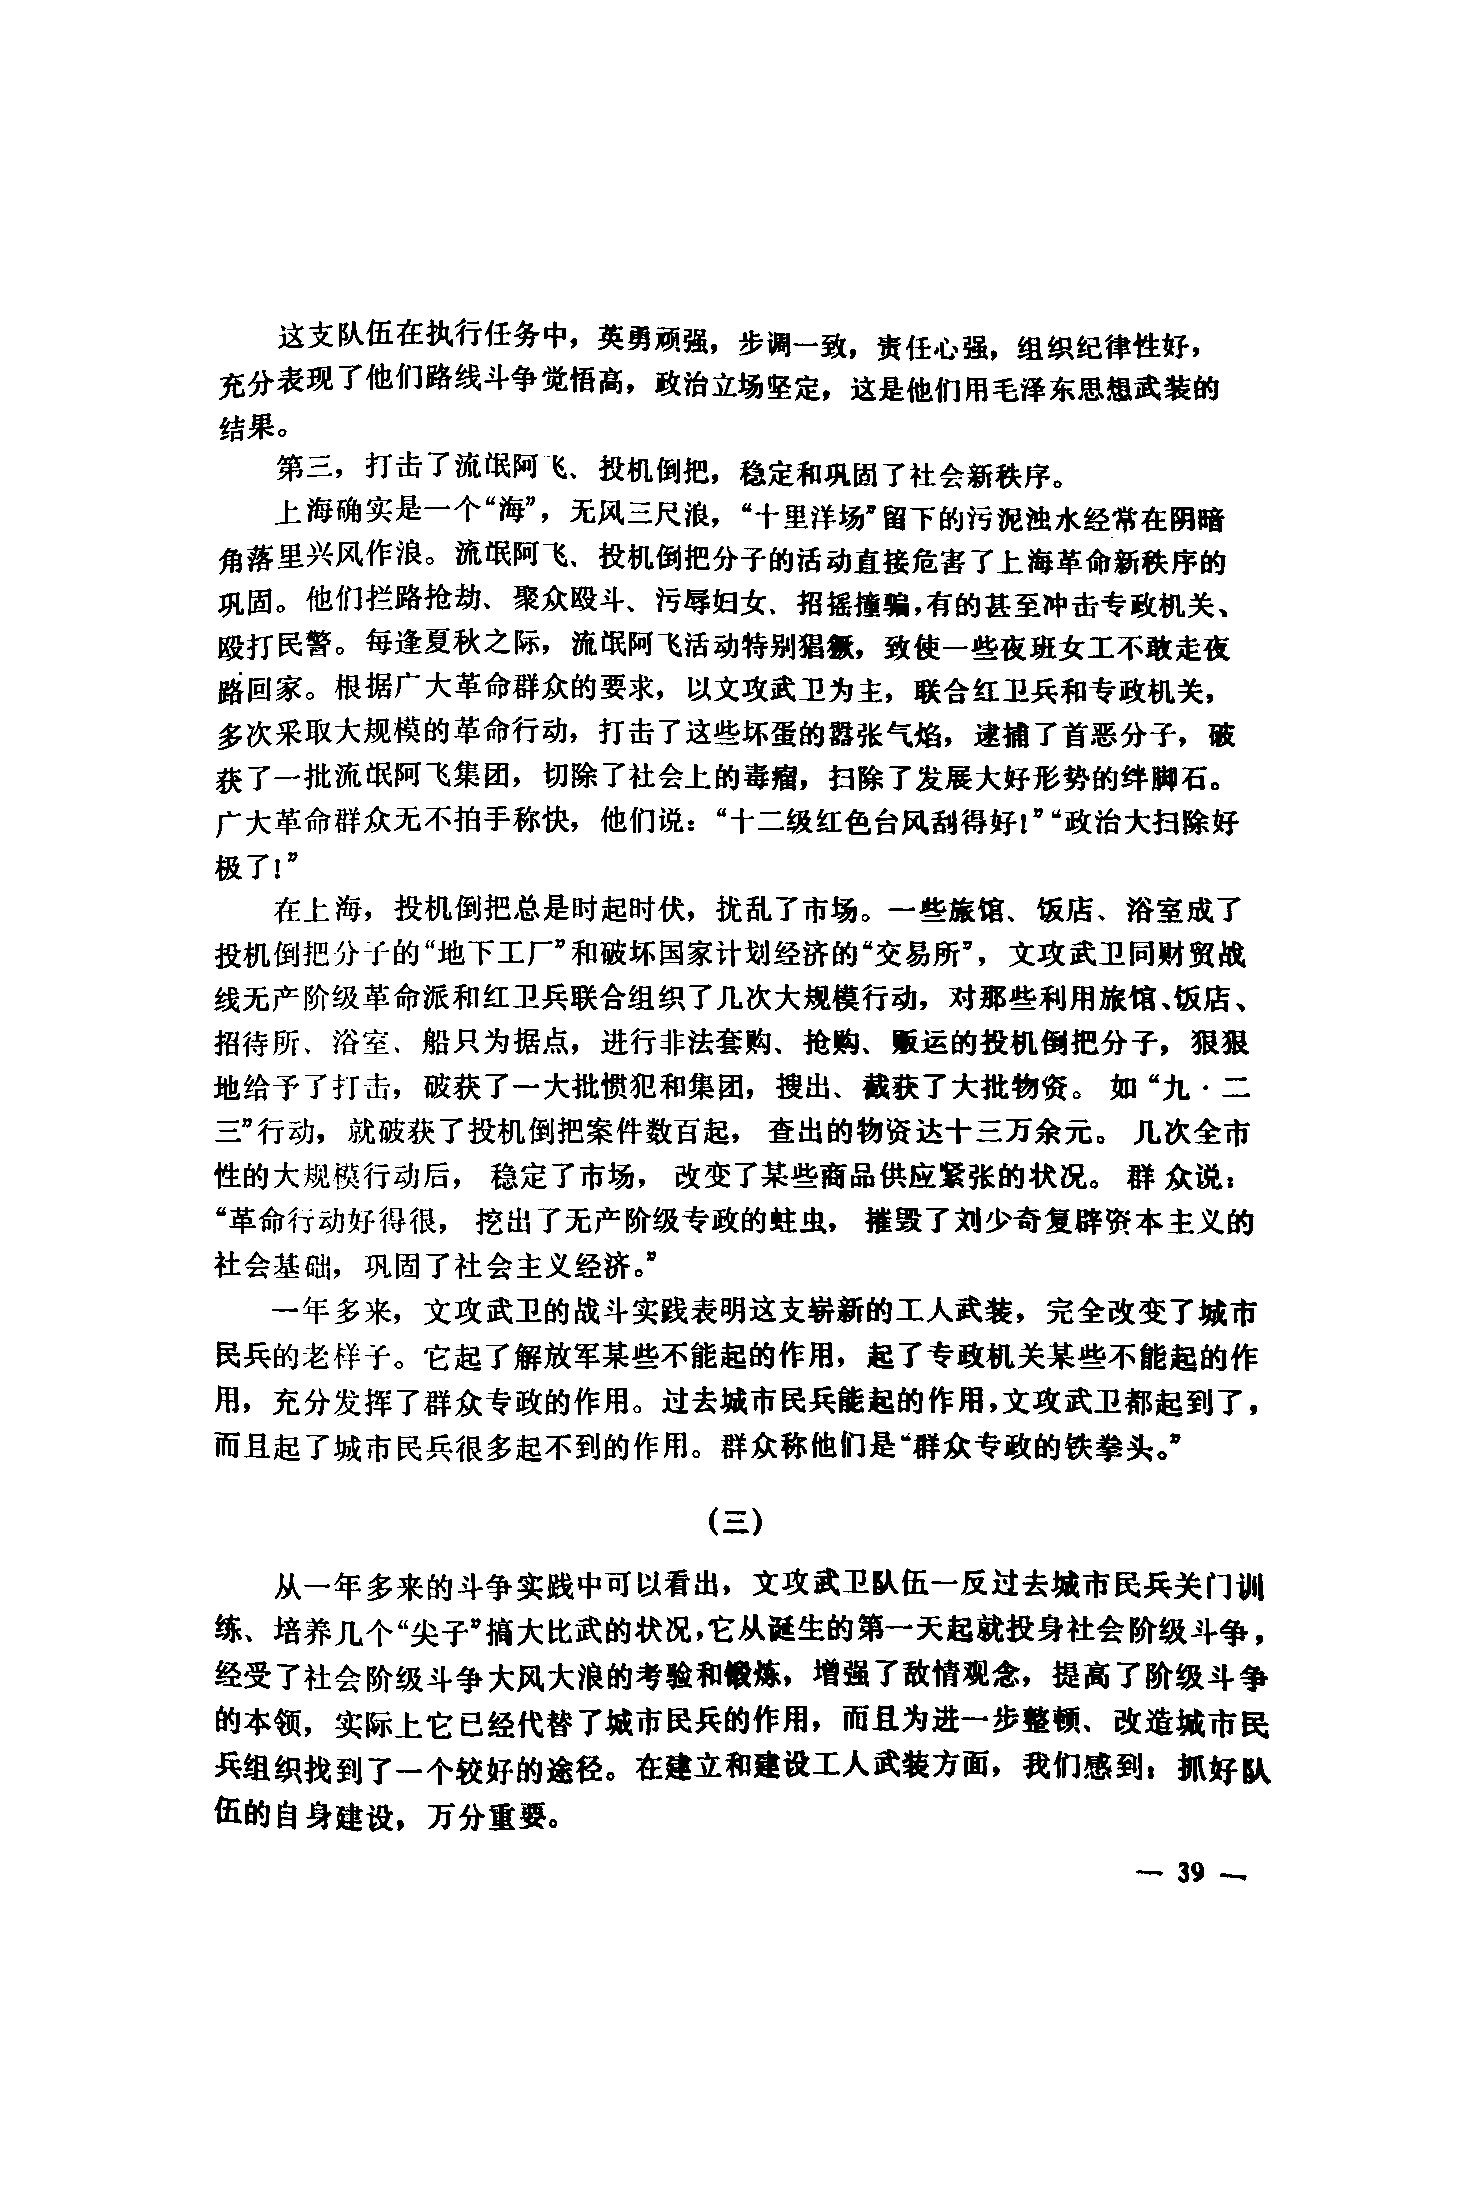 这支队伍在执行任务中，英勇顽强，步调一致，责任心强，组织纪律性好，
充分表现了他们路线斗争觉悟高，政治立场坚定，这是他们用毛泽东思想武装的
结果。
第三，打击了流氓阿飞、投机倒把，稳定和巩固了社会新秩序。
上海确实是一个“海”，无风三尺浪，“十里洋场”留下的污泥浊水经常在阴暗
角落里兴风作浪。流氓阿飞、投机倒把分子的活动直接危害了上海革命新秩序的
巩固。他们拦路抢劫、聚众殴斗、污辱妇女、招摇撞骗，有的甚至冲击专政机关、
殴打民警。每逢夏秋之际，流氓阿飞活动特别猖獗，致使一些夜班女工不敢走夜
路回家。根据广大革命群众的要求，以文攻武卫为主，联合红卫兵和专政机关，
多次采取大规模的革命行动，打击了这些坏蛋的嚣张气焰，逮捕了首恶分子，破
获了一批流氓阿飞集团，切除了社会上的毒瘤，扫除了发展大好形势的绊脚石。
广大革命群众无不拍手称快，他们说：“十二级红色台风刮得好！”“政治大扫除好
极了！”
在上海，投机倒把总是时起时伏，扰乱了市场。一些旅馆、饭店、浴室成了
投机倒把分子的“地下工厂”和破坏国家计划经济的“交易所”，文攻武卫同财贸战
线无产阶级革命派和红卫兵联合组织了几次大规模行动，对那些利用旅馆、饭店、
招待所、浴室、船只为据点，进行非法套购、抢购、贩运的投机倒把分子，狠狠
地给予了打击，破获了一大批惯犯和集团，搜出、截获了大批物资。如“九·二
三”行动，就破获了投机倒把案件数百起，查出的物资达十三万余元。几次全市
性的大规模行动后，稳定了市场，改变了某些商品供应紧张的状况。群众说：
“革命行动好得很，挖出了无产阶级专政的蛀虫，摧毁了刘少奇复辟资本主义的
社会基础，巩固了社会主义经济。”
一年多来，文攻武卫的战斗实践表明这支崭新的工人武装，完全改变了城市
民兵的老样子。它起了解放军某些不能起的作用，起了专政机关某些不能起的作
用，充分发挥了群众专政的作用。过去城市民兵能起的作用，文攻武卫都起到了，
而且起了城市民兵很多起不到的作用。群众称他们是“群众专政的铁拳头。”
（三）
从一年多来的斗争实践中可以看出，文攻武卫队伍一反过去城市民兵关门训
练、培养几个“尖子”搞大比武的状况，它从诞生的第一天起就投身社会阶级斗争，
经受了社会阶级斗争大风大浪的考验和锻炼，增强了敌情观念，提高了阶级斗争
的本领，实际上它已经代替了城市民兵的作用，而且为进一步整顿、改造城市民
兵组织找到了一个较好的途径。在建立和建设工人武装方面，我们感到：抓好队
伍的自身建设，万分重要。
— 39 —